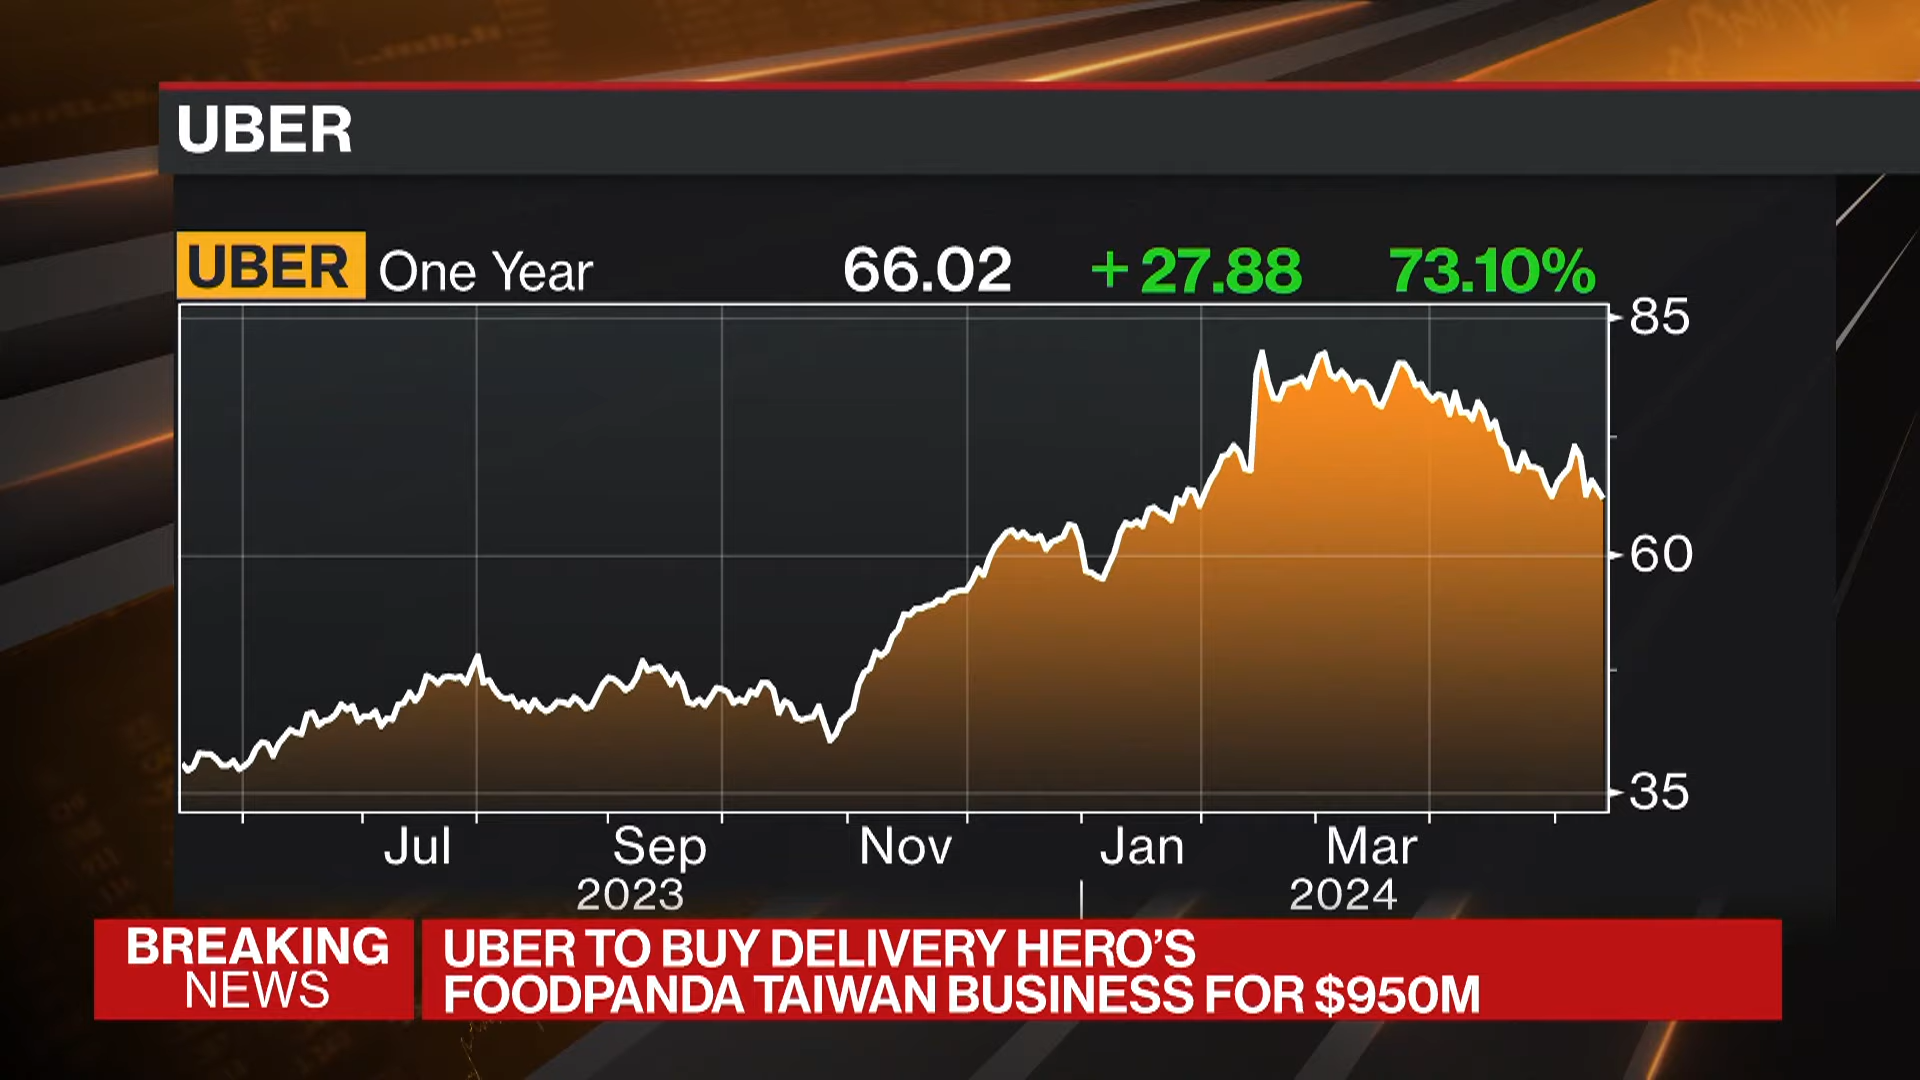 UBER
UBER One Year 66.02 +27.88 73.10%
85
60
35
Jul Sep Nov Jan Mar
2023 2024
BREAKING
NEWS
UBER TO BUY DELIVERY HERO'S
FOODPANDA TAIWAN BUSINESS FOR $950M